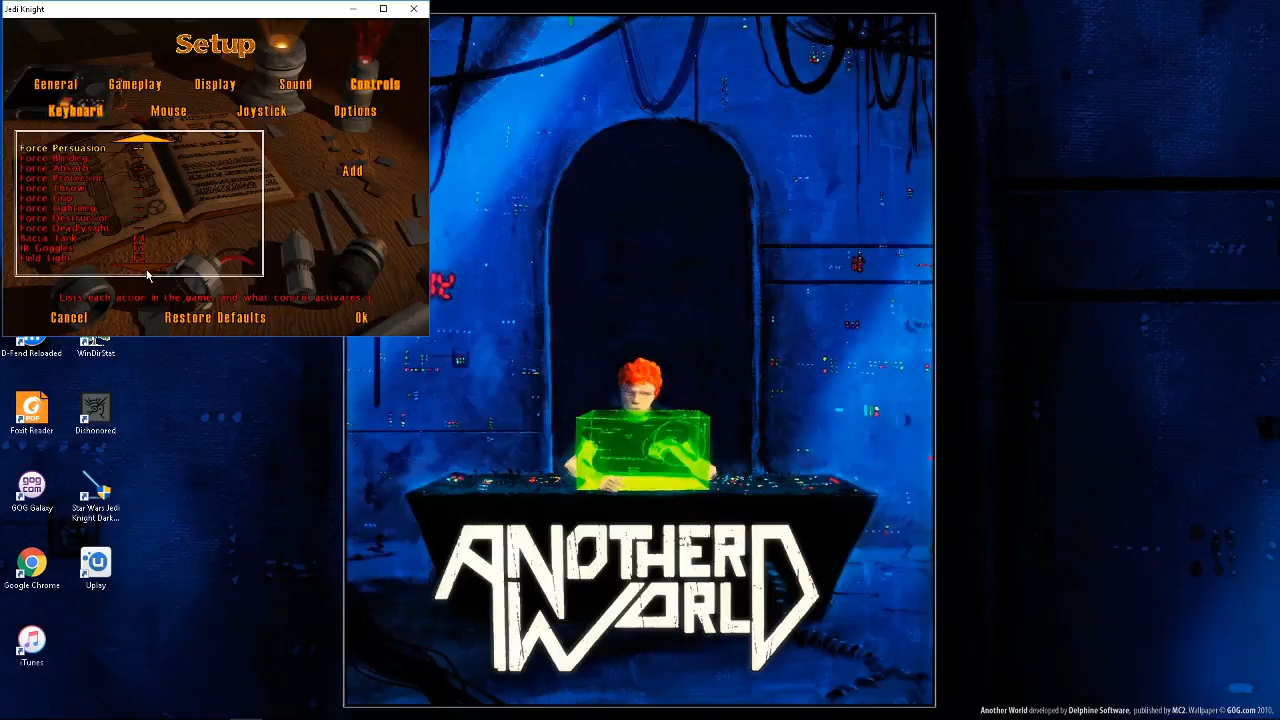 Jedi Knight
Setup
General Gameplay Display Sound Controls
Keyboard Mouse Joystick Options
Force Persuasion --
Force Blinding
Force Absorb
Force Protection
Force Throw
Force Grip
Force Lightning
Force Destruction
Force Deadlysight
Bacta Tank
IR Goggles
Field Light
Add
Lists each action in the game, and what control activates i
Cancel Restore Defaults Ok
D-Fend Reloaded WinDirStat
Foxit Reader Dishonored
GOG Galaxy Star Wars Jedi Knight Dark...
Google Chrome Uplay
iTunes
PDF
gog
com
ANOTHER
WORLD
Another World developed by Delphine Software, published by MC2. Wallpaper © GOG.com 2010.